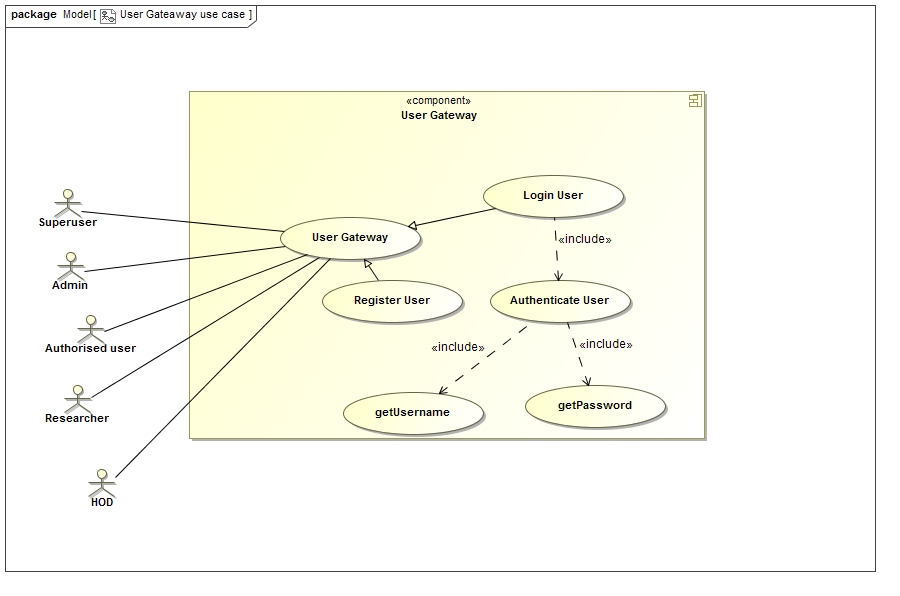 package Model[ User Gateaway use case ]
«component»
User Gateway
Login User
Superuser
User Gateway
«include»
Admin
Register User
Authenticate User
Authorised user
«include»
«include»
Researcher
getUsername
getPassword
HOD